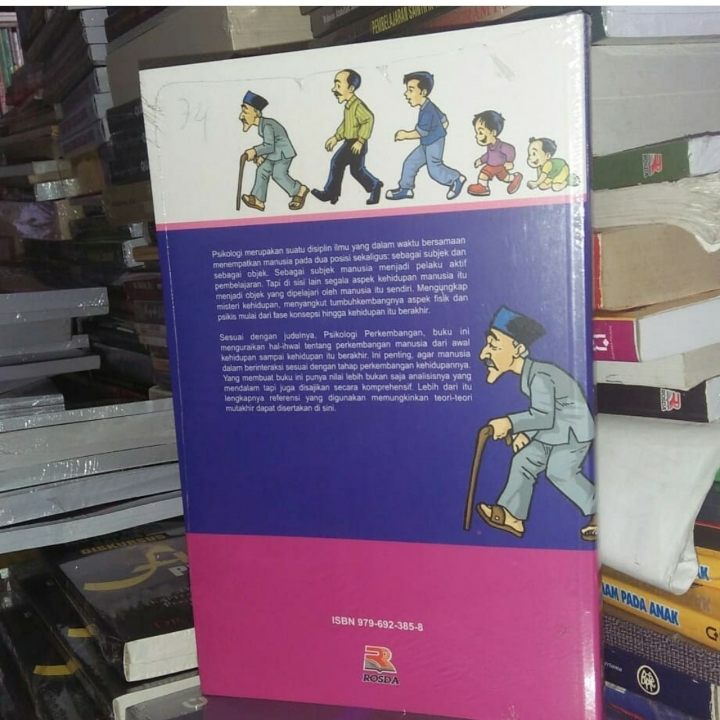 PEMBELAJARAN
74
Psikologi merupakan suatu disiplin ilmu yang dalam waktu bersamaan
menempatkan manusia pada dua posisi sekaligus: sebagai subjek dan
sebagai objek. Sebagai subjek manusia menjadi pelaku aktif
pembelajaran. Tapi di sisi lain segala aspek kehidupan manusia itu
menjadi objek yang dipelajari oleh manusia itu sendiri. Mengungkap
misteri kehidupan, menyangkut tumbuhkembangnya aspek fisik dan
psikis mulai dari fase konsepsi hingga kehidupan itu berakhir.
Sesuai dengan judulnya, Psikologi Perkembangan, buku ini
menguraikan hal-ihwal tentang perkembangan manusia dari awal
kehidupan sampai kehidupan itu berakhir. Ini penting, agar manusia
dalam berinteraksi sesuai dengan tahap perkembangan kehidupannya.
Yang membuat buku ini punya nilai lebih bukan saja analisisnya yang
mendalam tapi juga disajikan secara komprehensif. Lebih dari itu
lengkapnya referensi yang digunakan memungkinkan teori-teori
mutakhir dapat disertakan di sini.
ISBN 979-692-385-8
ROSDA
PADA ANAK